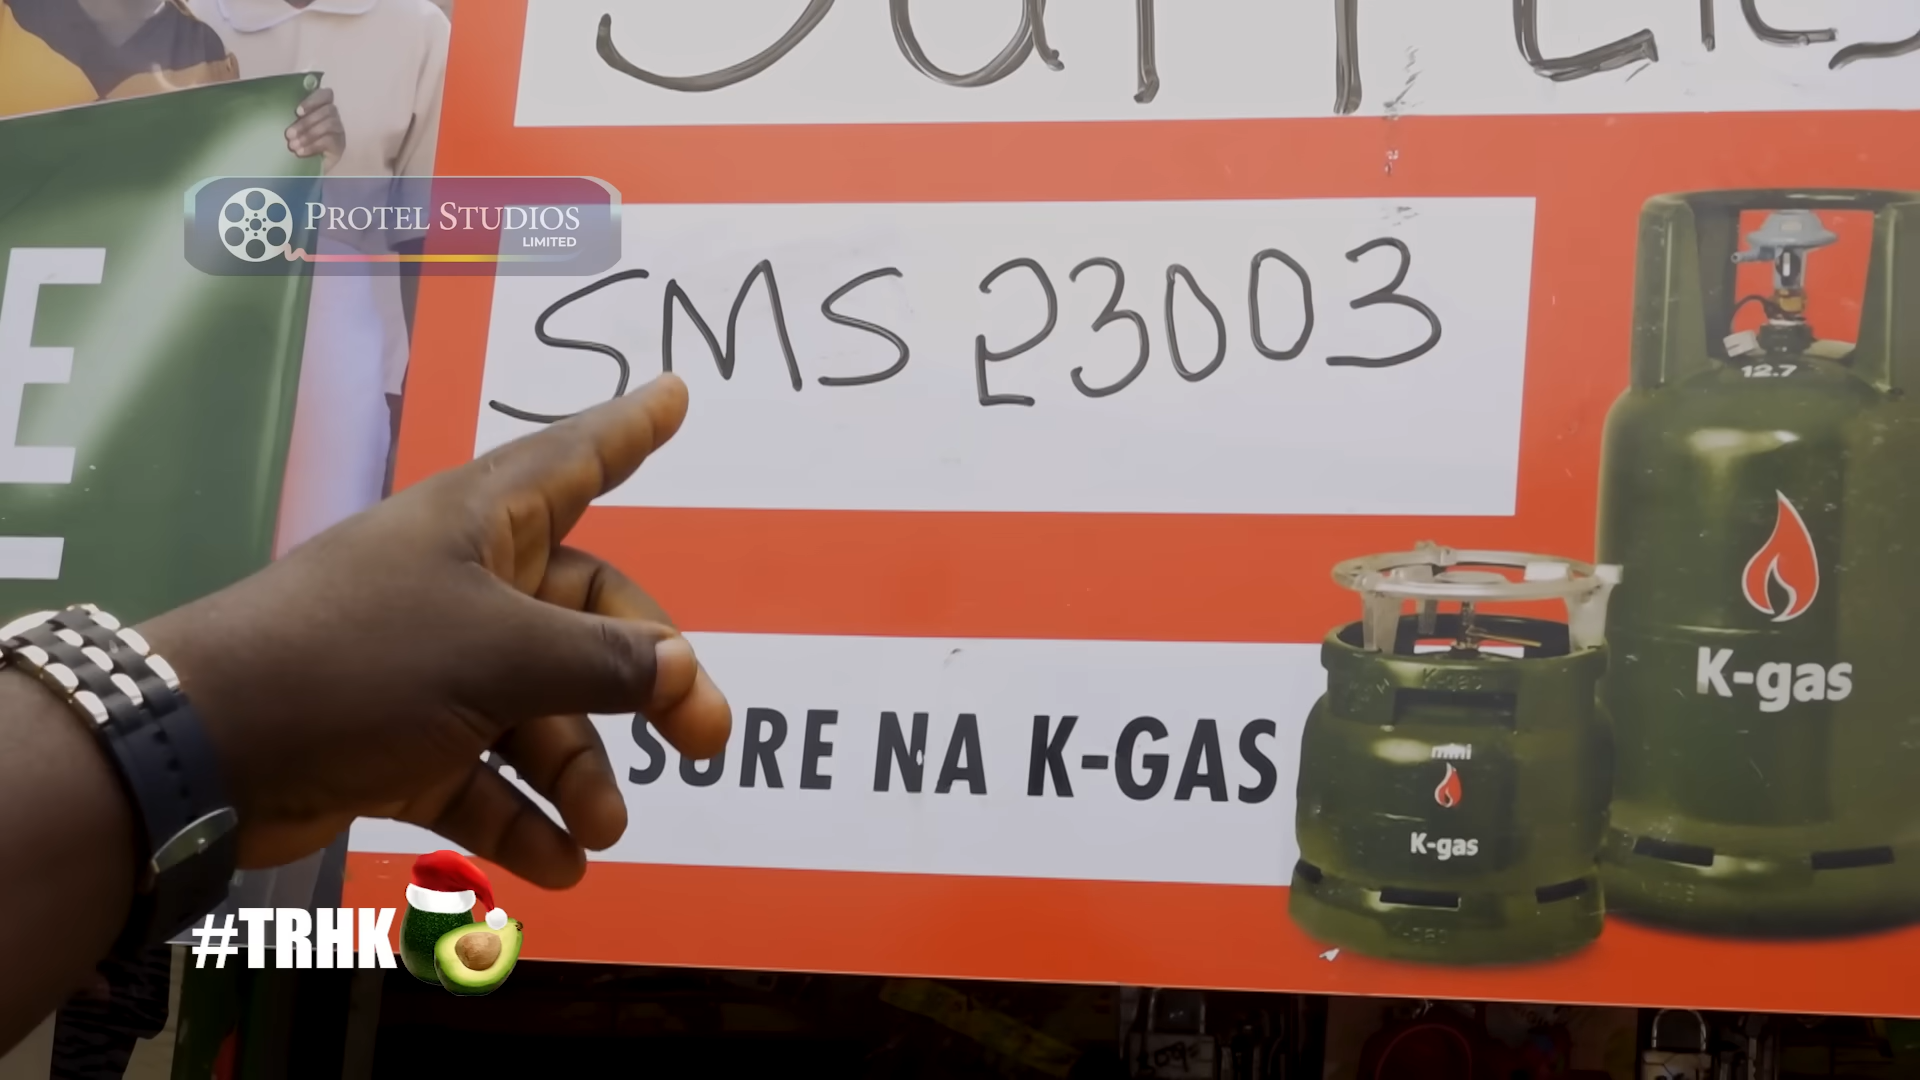 PROTEL STUDIOS
LIMITED
E
SMS 23003
12.7
K-gas
SURE NA K-GAS
mini
K-gas
#TRHK